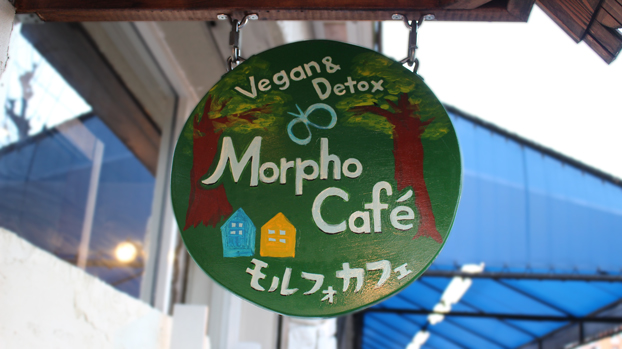 Vegan&
Detox
Morpho
Café
モルフォカフェ